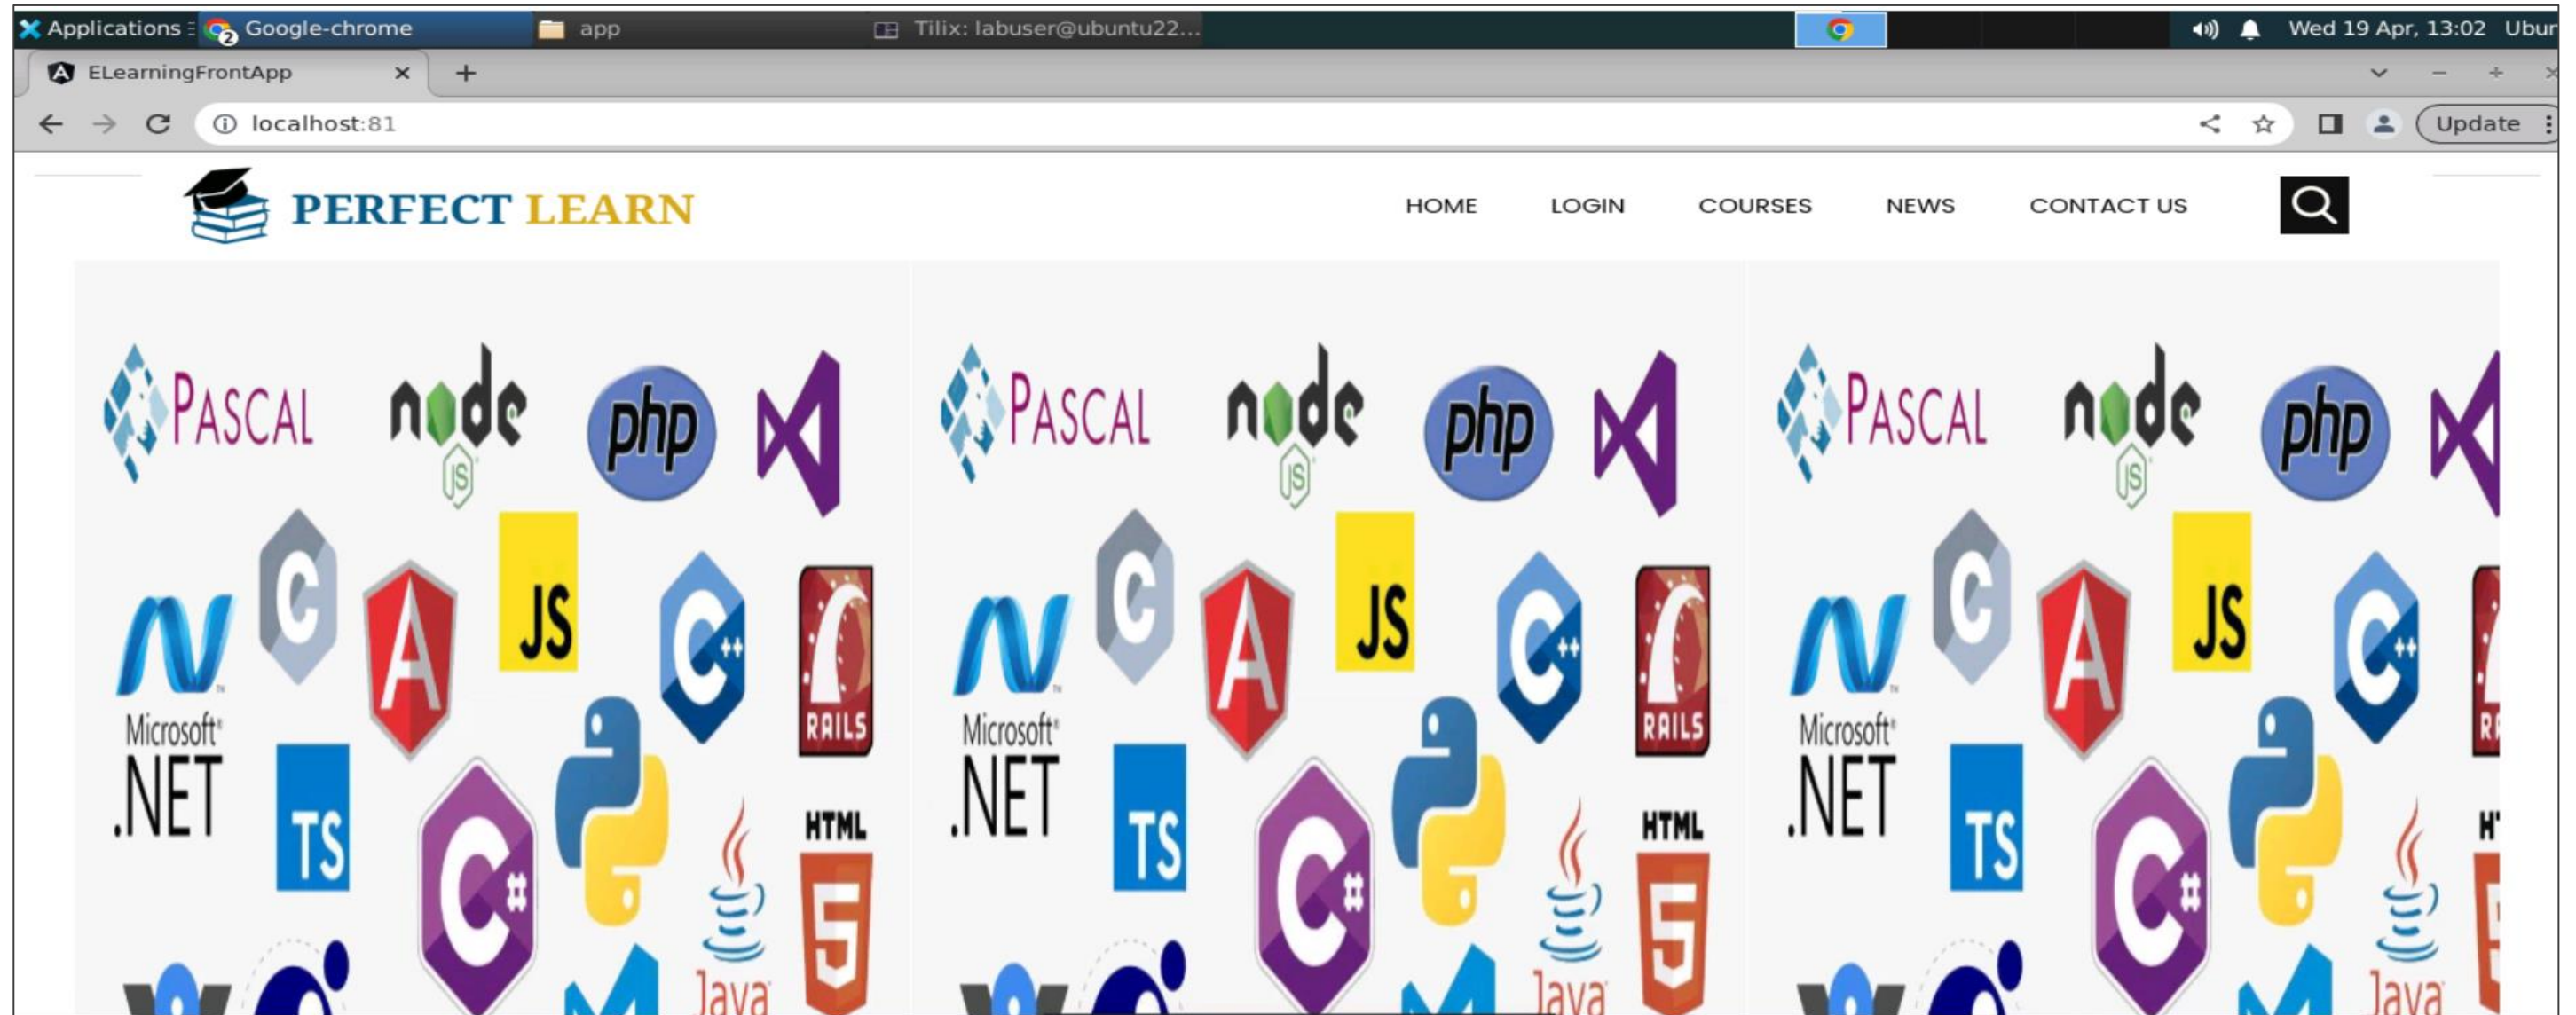 Applications Google-chrome app Tilix: labuser@ubuntu22... Wed 19 Apr, 13:02 Ubun
2
ELearningFrontApp
localhost:81 Update
PERFECT LEARN HOME LOGIN COURSES NEWS CONTACT US
PASCAL node php PASCAL node php PASCAL node php
JS JS JS
C JS C JS C JS
A C++ A C++ A C++
RAILS RAILS
Microsoft Microsoft Microsoft
.NET TS HTML .NET TS HTML .NET TS
C# 5 C# 5 C#
Java Java Java